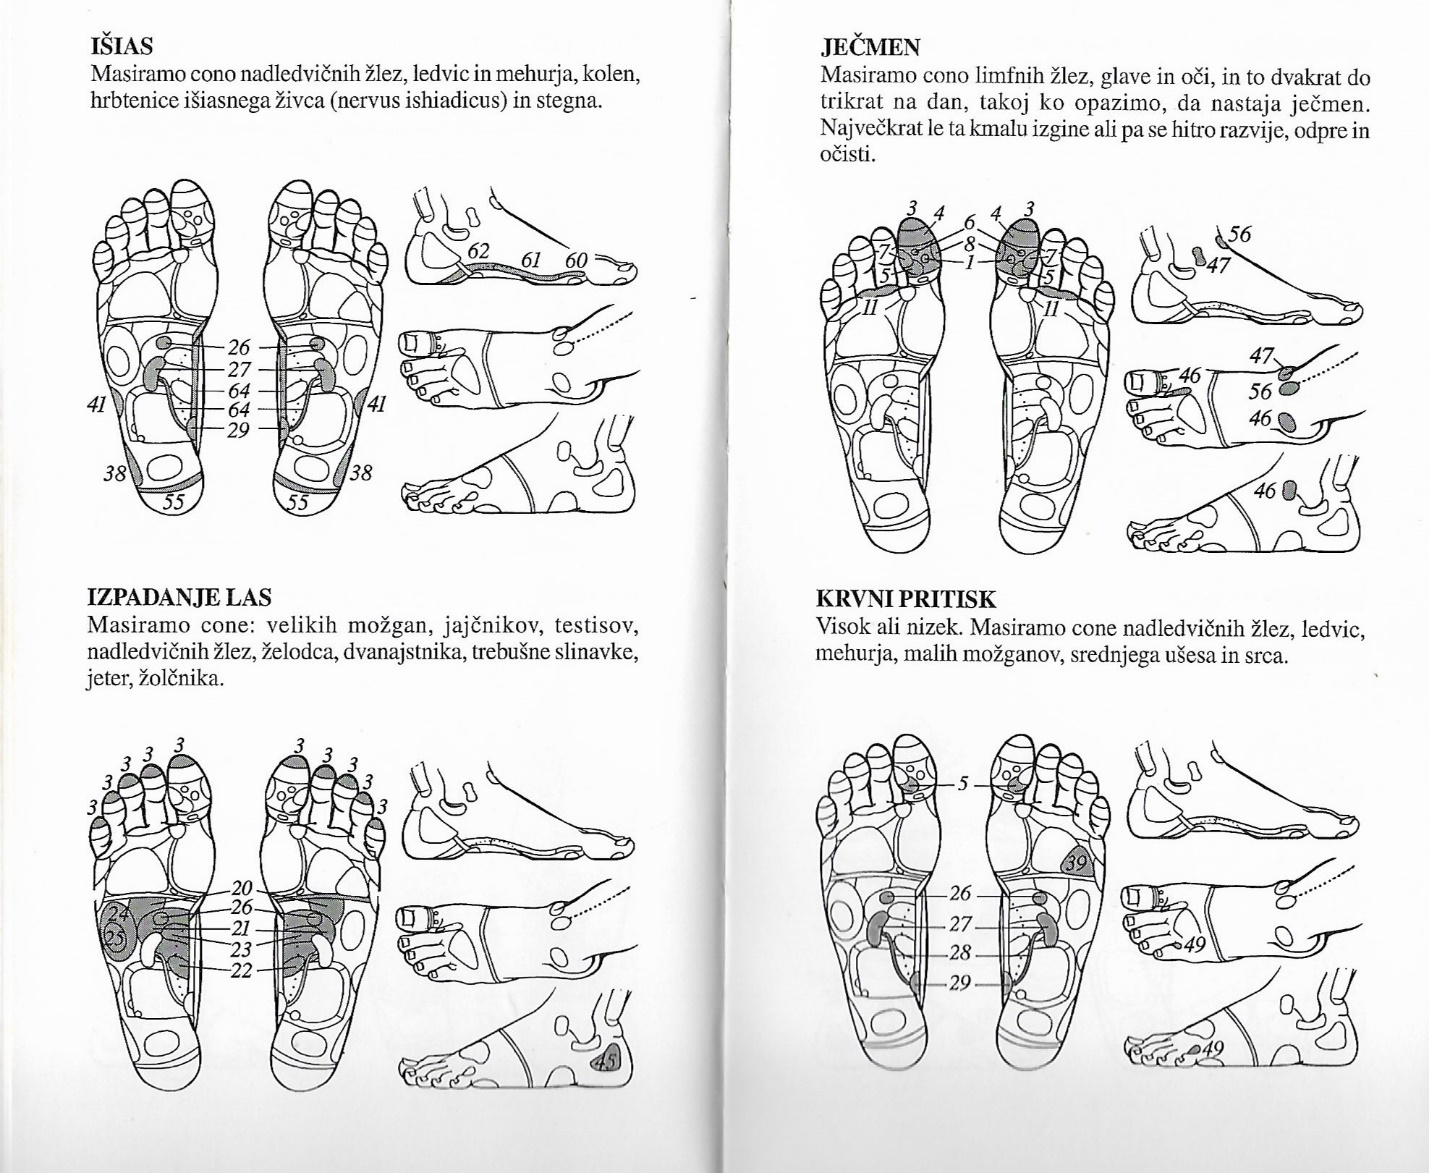 IŠIAS
Masiramo cono nadledvičnih žlez, ledvic in mehurja, kolen,
hrbtenice išiasnega živca (nervus ishiadicus) in stegna.
62 61 60
26
27
64
41 64 41
29
38 38
55 55
IZPADANJE LAS
Masiramo cone: velikih možgan, jajčnikov, testisov,
nadledvičnih žlez, želodca, dvanajstnika, trebušne slinavke,
jeter, žolčnika.
3 3
3 3
3 3
3 3
3 3
20
24 26
25 21
23
22
45
JEČMEN
Masiramo cono limfnih žlez, glave in oči, in to dvakrat do
trikrat na dan, takoj ko opazimo, da nastaja ječmen.
Največkrat le ta kmalu izgine ali pa se hitro razvije, odpre in
očisti.
3 4 6 4 3
7 8 7
5 1 5
11 11
56
47
47
46
56
46
46
KRVNI PRITISK
Visok ali nizek. Masiramo cone nadledvičnih žlez, ledvic,
mehurja, malih možganov, srednjega ušesa in srca.
5
39
26
27
28
29
49
49